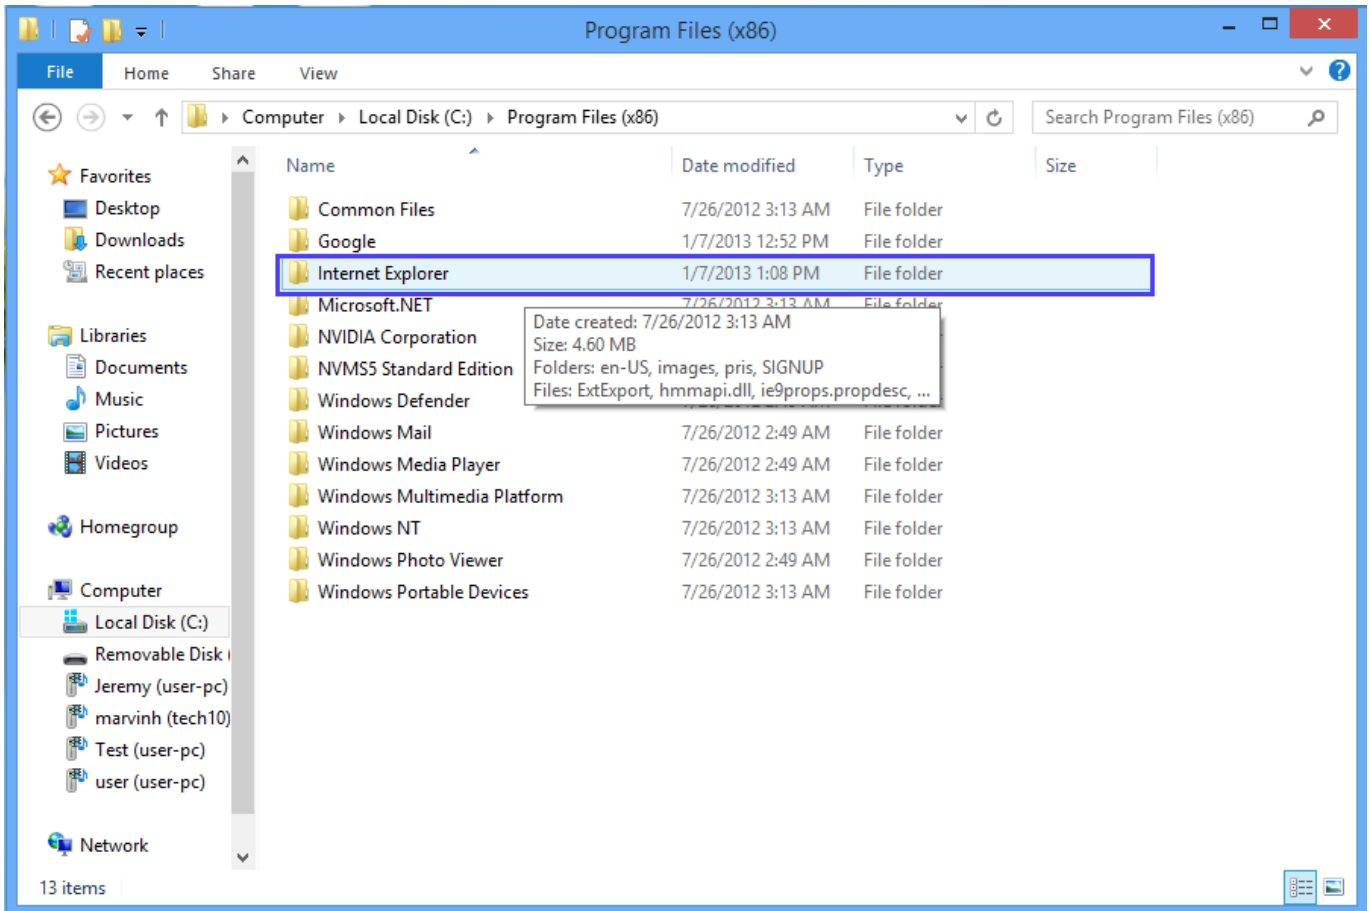 Program Files (x86)
File Home Share View
Computer Local Disk (C:) Program Files (x86)
Search Program Files (x86)
Favorites
Desktop
Downloads
Recent places
Libraries
Documents
Music
Pictures
Videos
Homegroup
Computer
Local Disk (C:)
Removable Disk
Jeremy (user-pc)
marvinh (tech10)
Test (user-pc)
user (user-pc)
Network
Name Date modified Type Size
Common Files 7/26/2012 3:13 AM File folder
Google 1/7/2013 12:52 PM File folder
Internet Explorer 1/7/2013 1:08 PM File folder
Microsoft.NET 7/26/2012 3:13 AM File folder
NVIDIA Corporation
NVMS5 Standard Edition
Windows Defender
Date created: 7/26/2012 3:13 AM
Size: 4.60 MB
Folders: en-US, images, pris, SIGNUP
Files: ExtExport, hmmapi.dll, ie9props.propdesc, ...
Windows Mail 7/26/2012 2:49 AM File folder
Windows Media Player 7/26/2012 2:49 AM File folder
Windows Multimedia Platform 7/26/2012 3:13 AM File folder
Windows NT 7/26/2012 3:13 AM File folder
Windows Photo Viewer 7/26/2012 2:49 AM File folder
Windows Portable Devices 7/26/2012 3:13 AM File folder
13 items